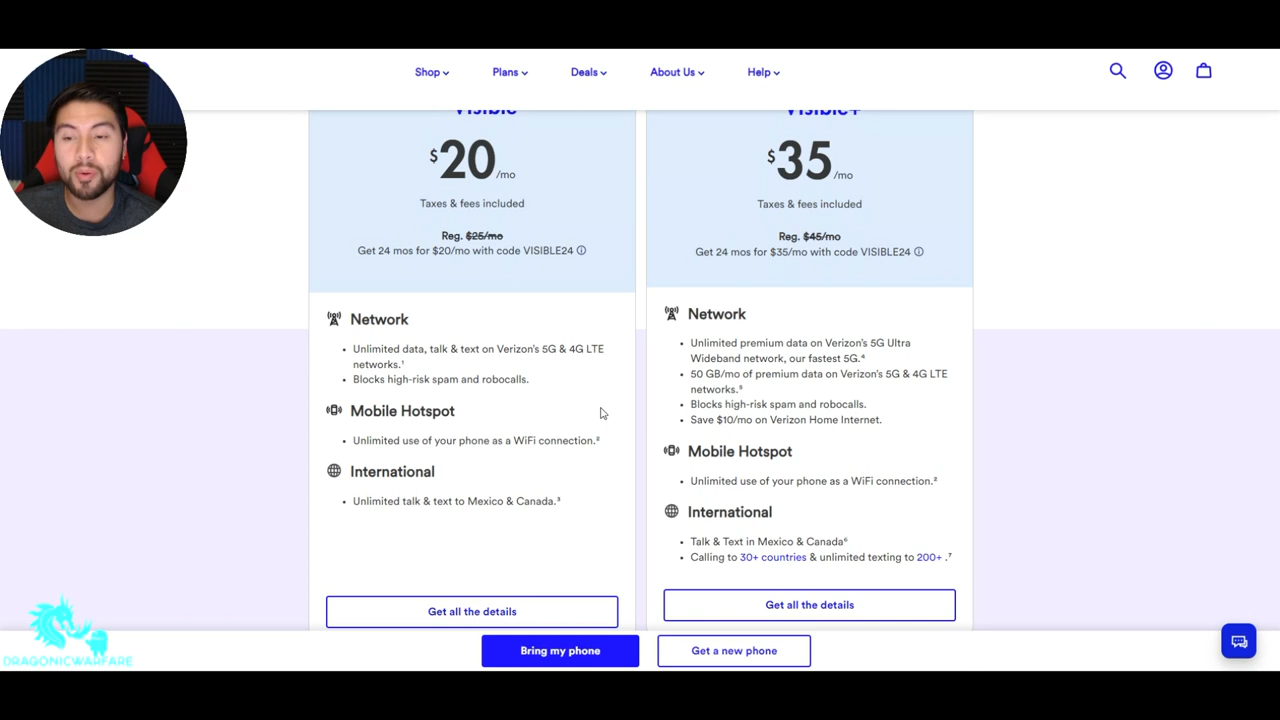 Shop
Plans
Deals
About Us
Help
Visible
$20/mo
Taxes & fees included
Reg. $25/mo
Get 24 mos for $20/mo with code VISIBLE24
Network
• Unlimited data, talk & text on Verizon's 5G & 4G LTE
networks.¹
• Blocks high-risk spam and robocalls.
Mobile Hotspot
• Unlimited use of your phone as a WiFi connection.²
International
• Unlimited talk & text to Mexico & Canada.³
Get all the details
Visible+
$35/mo
Taxes & fees included
Reg. $45/mo
Get 24 mos for $35/mo with code VISIBLE24
Network
• Unlimited premium data on Verizon's 5G Ultra
Wideband network, our fastest 5G.⁴
• 50 GB/mo of premium data on Verizon's 5G & 4G LTE
networks.⁵
• Blocks high-risk spam and robocalls.
• Save $10/mo on Verizon Home Internet.
Mobile Hotspot
• Unlimited use of your phone as a WiFi connection.²
International
• Talk & Text in Mexico & Canada⁶
• Calling to 30+ countries & unlimited texting to 200+ .⁷
Get all the details
Bring my phone
Get a new phone
DRAGONICWARFARE